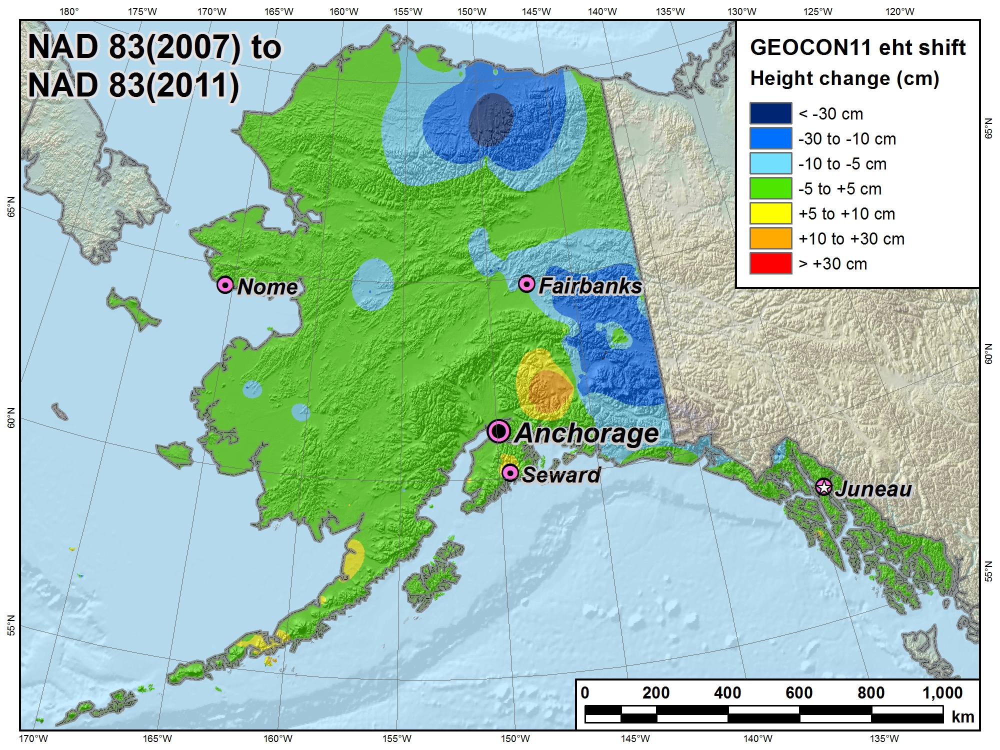 180° 175°W 170°W 165°W 160°W 155°W 150°W 145°W 140°W 135°W 130°W 125°W 120°W
NAD 83(2007) to
NAD 83(2011)
GEOCON11 eht shift
Height change (cm)
< -30 cm
-30 to -10 cm
-10 to -5 cm
-5 to +5 cm
+5 to +10 cm
+10 to +30 cm
> +30 cm
65°N
65°N
Nome
Fairbanks
60°N
60°N
Anchorage
Seward
Juneau
55°N
55°N
0 200 400 600 800 1,000
km
170°W 165°W 160°W 155°W 150°W 145°W 140°W 135°W